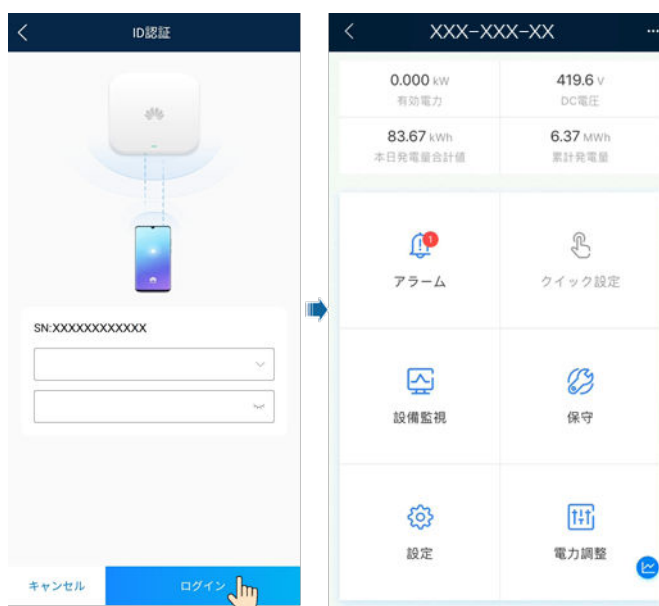 ID認証
SN:XXXXXXXXXXXX
キャンセル
ログイン
XXX-XXX-XX
0.000 kW
有効電力
419.6 V
DC電圧
83.67 kWh
本日発電量合計値
6.37 MWh
累計発電量
1
アラーム
クイック設定
設備監視
保守
設定
電力調整